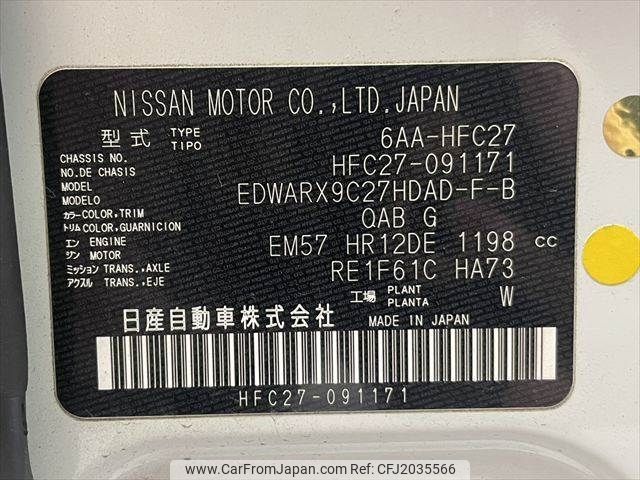 NISSAN MOTOR CO.,LTD.JAPAN
型式 TYPE TIPO 6AA-HFC27
CHASSIS NO. NO.DE CHASIS HFC27-091171
MODEL MODELO EDWARX9C27HDAD-F-B
カラー COLOR,TRIM トリム COLOR,GUARNICION QAB G
エン ENGINE ジン MOTOR EM57 HR12DE 1198 CC
ミッション TRANS.,AXLE アクスル TRANS.,EJE RE1F61C HA73
工場 PLANT PLANTA W
日産自動車株式会社 MADE IN JAPAN
HFC27-091171
www.CarFromJapan.com | CFJ2035566